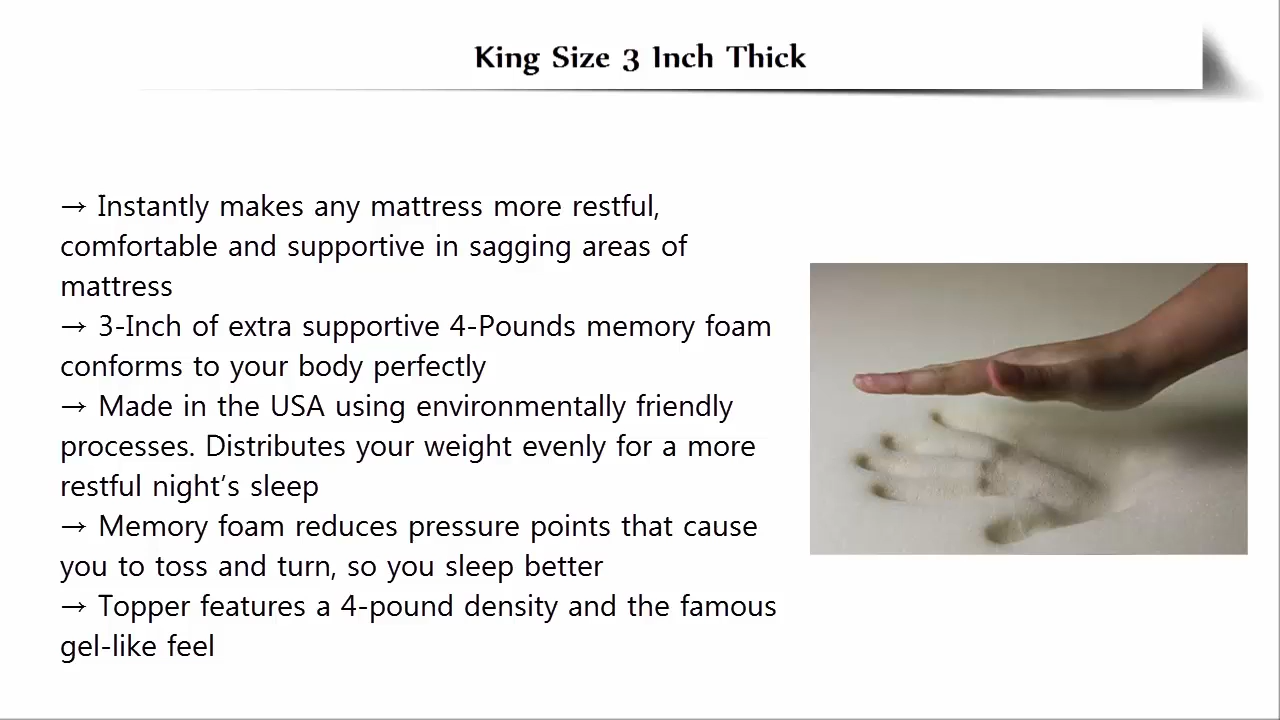 King Size 3 Inch Thick
→ Instantly makes any mattress more restful,
comfortable and supportive in sagging areas of
mattress
→ 3-Inch of extra supportive 4-Pounds memory foam
conforms to your body perfectly
→ Made in the USA using environmentally friendly
processes. Distributes your weight evenly for a more
restful night’s sleep
→ Memory foam reduces pressure points that cause
you to toss and turn, so you sleep better
→ Topper features a 4-pound density and the famous
gel-like feel